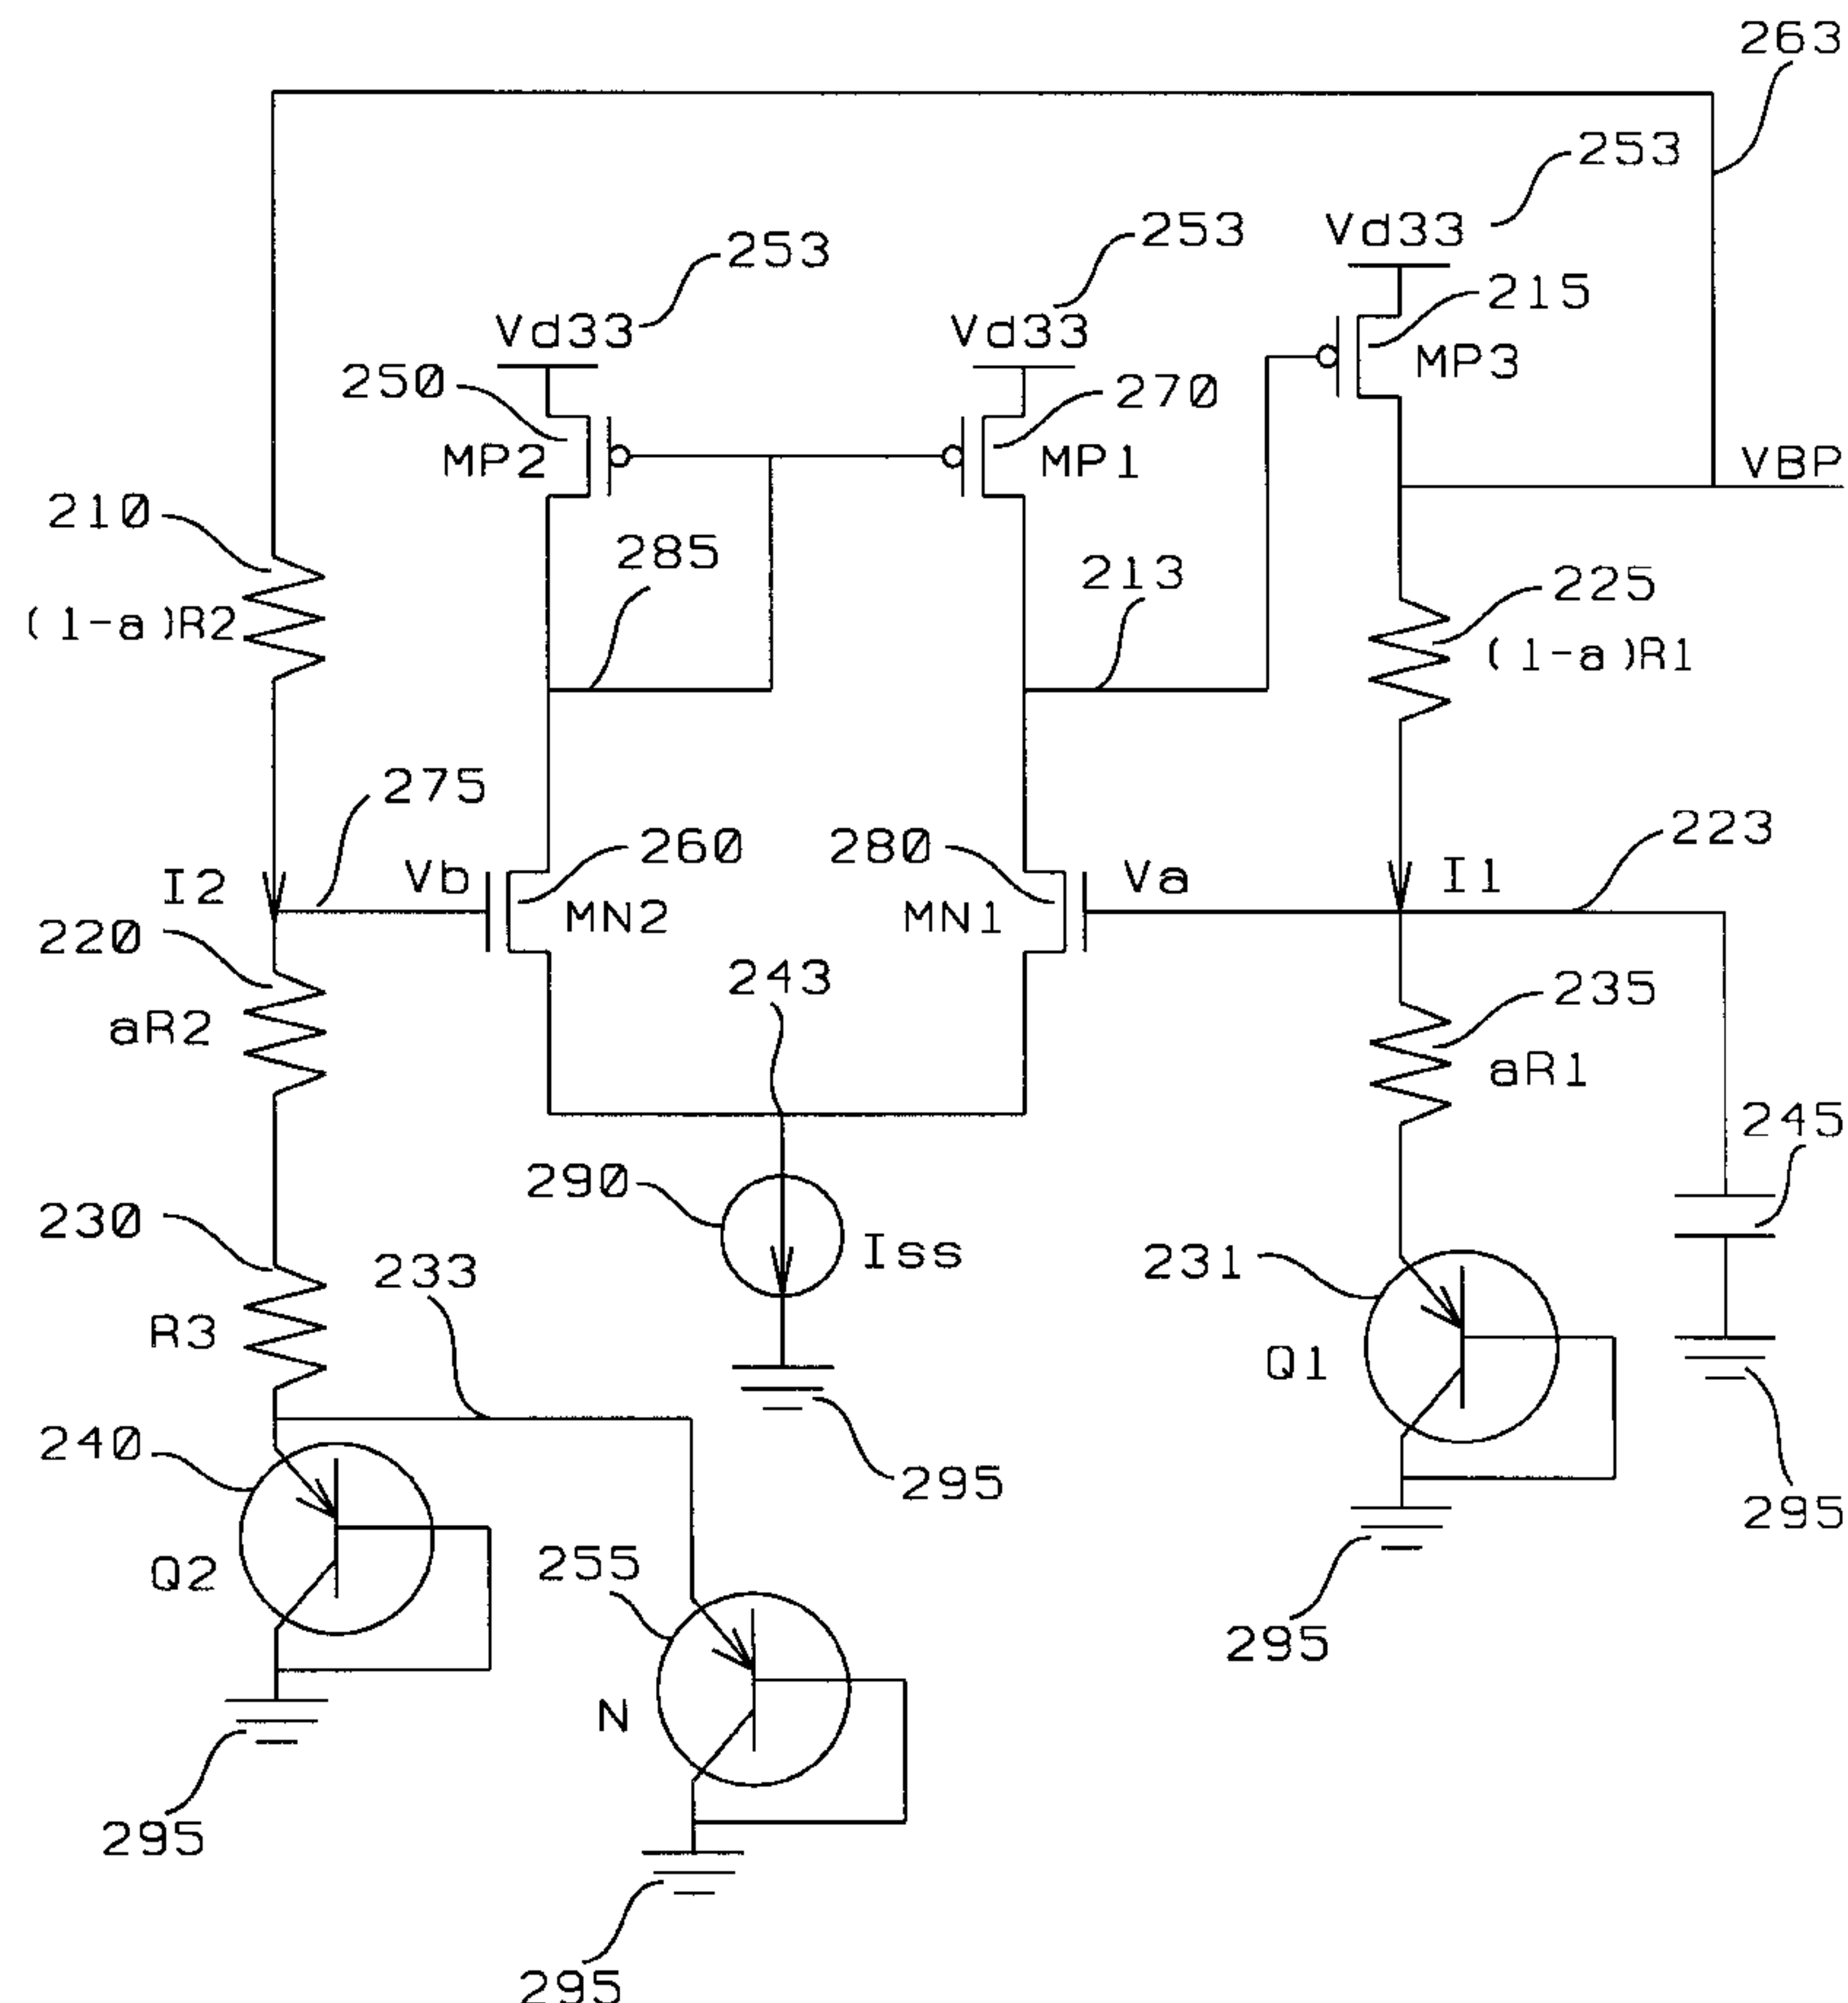 263
253
253
Vd33
253
215
Vd33
Vd33
MP3
250
270
MP2
MP1
VBP
210
285
213
225
(1-a)R2
(1-a)R1
275
223
I2
Vb
260
280
Va
I1
MN2
MN1
220
243
235
aR2
aR1
245
290
230
Iss
231
233
R3
Q1
240
295
295
Q2
255
295
N
295
295